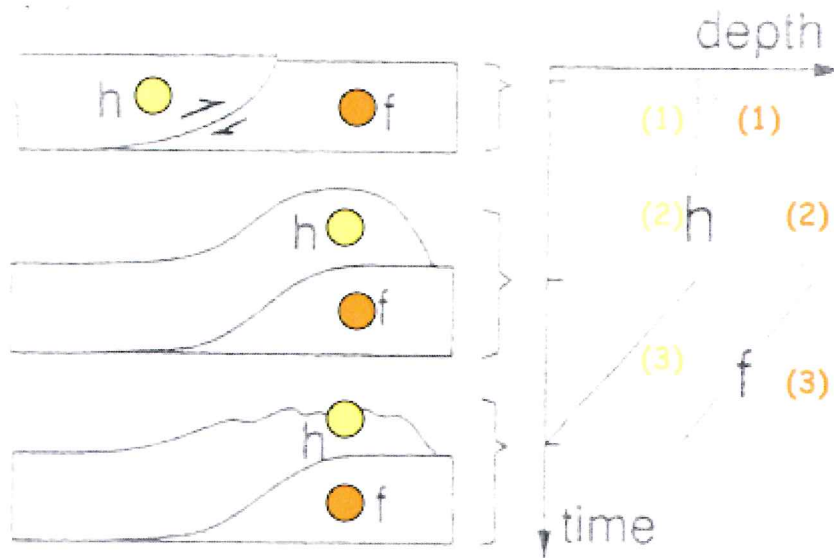 depth
h
f
(1)
(1)
h
(2)
h
(2)
f
(3)
f
(3)
h
f
time